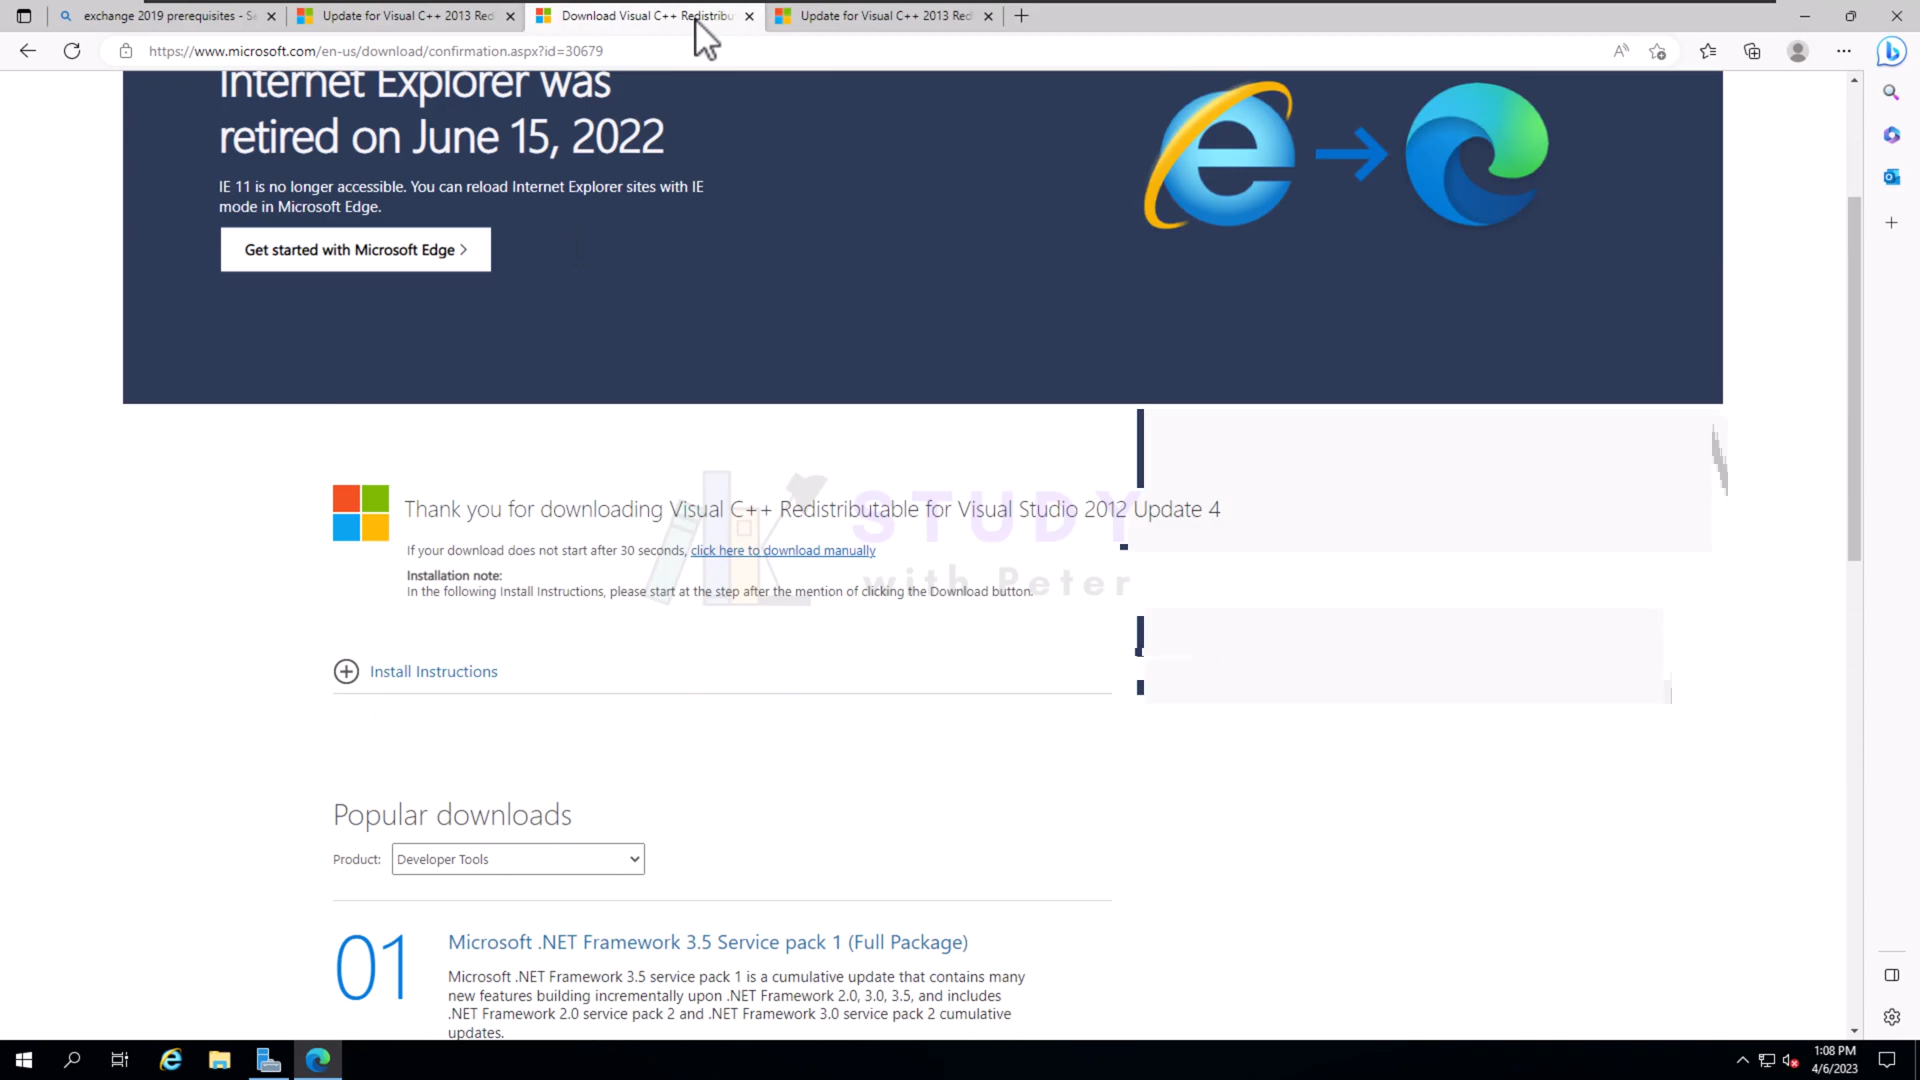 exchange 2019 prerequisites - Se
Update for Visual C++ 2013 Red
Download Visual C++ Redistribu
Update for Visual C++ 2013 Red
https://www.microsoft.com/en-us/download/confirmation.aspx?id=30679
Internet Explorer was
retired on June 15, 2022
IE 11 is no longer accessible. You can reload Internet Explorer sites with IE
mode in Microsoft Edge.
Get started with Microsoft Edge >
Thank you for downloading Visual C++ Redistributable for Visual Studio 2012 Update 4
STUDY
with Peter
If your download does not start after 30 seconds, click here to download manually
Installation note:
In the following Install Instructions, please start at the step after the mention of clicking the Download button.
Install Instructions
Popular downloads
Product: Developer Tools
01
Microsoft .NET Framework 3.5 Service pack 1 (Full Package)
Microsoft .NET Framework 3.5 service pack 1 is a cumulative update that contains many
new features building incrementally upon .NET Framework 2.0, 3.0, 3.5, and includes
.NET Framework 2.0 service pack 2 and .NET Framework 3.0 service pack 2 cumulative
updates.
1:08 PM
4/6/2023